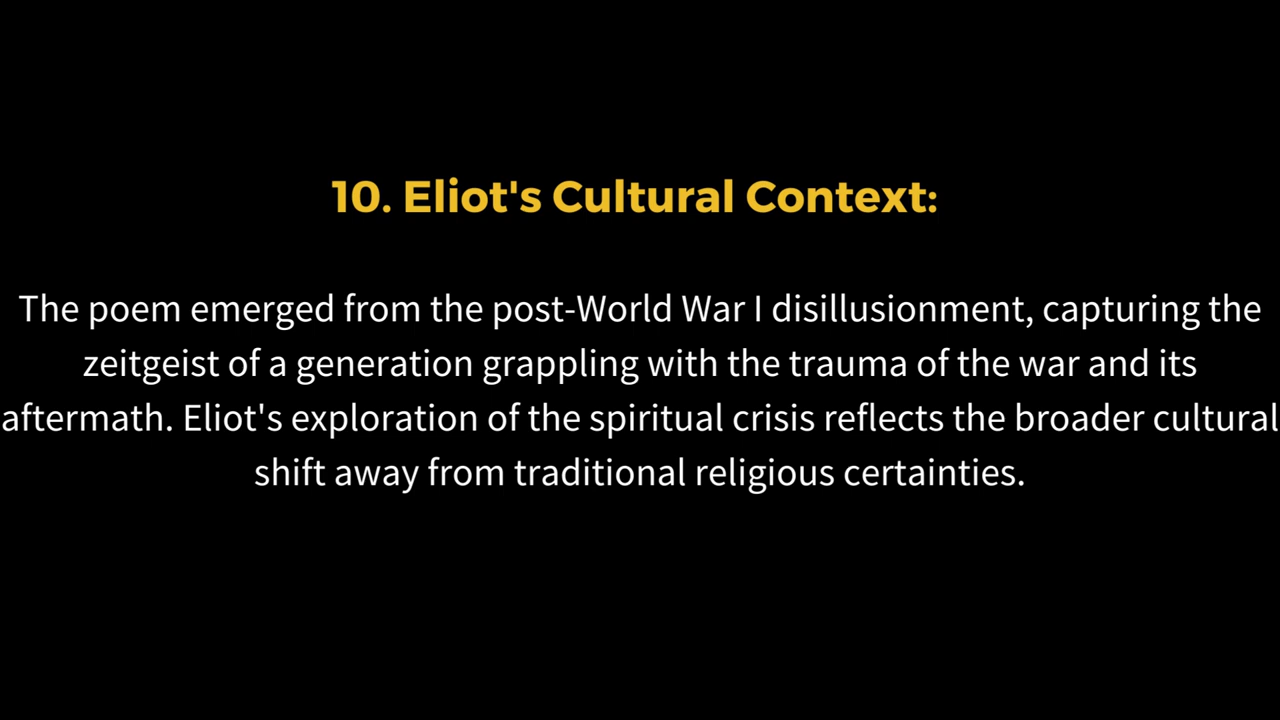 10. Eliot's Cultural Context:
The poem emerged from the post-World War I disillusionment, capturing the
zeitgeist of a generation grappling with the trauma of the war and its
aftermath. Eliot's exploration of the spiritual crisis reflects the broader cultural
shift away from traditional religious certainties.